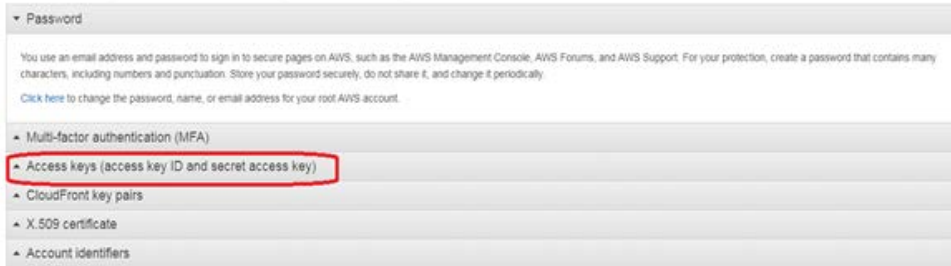 Password
You use an email address and password to sign in to secure pages on AWS, such as the AWS Management Console, AWS Forums, and AWS Support. For your protection, create a password that contains many
characters, including numbers and punctuation. Store your password securely, do not share it, and change it periodically.
Click here to change the password, name, or email address for your root AWS account.
Multi-factor authentication (MFA)
Access keys (access key ID and secret access key)
CloudFront key pairs
X.509 certificate
Account identifiers